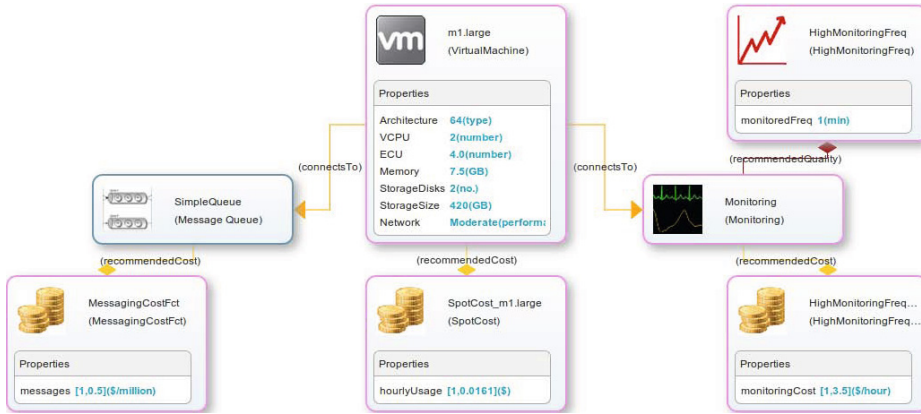 vm
m1.large
(VirtualMachine)
Properties
Architecture 64(type)
VCPU 2(number)
ECU 4.0(number)
Memory 7.5(GB)
StorageDisks 2(no.)
StorageSize 420(GB)
Network Moderate(performa
HighMonitoringFreq
(HighMonitoringFreq)
Properties
monitoredFreq 1(min)
(connectsTo)
(connectsTo)
(recommendedQuality)
SimpleQueue
(Message Queue)
Monitoring
(Monitoring)
(recommendedCost)
(recommendedCost)
(recommendedCost)
MessagingCostFct
(MessagingCostFct)
Properties
messages [1,0.5]($/million)
SpotCost_m1.large
(SpotCost)
Properties
hourlyUsage [1,0.0161]($)
HighMonitoringFreq...
(HighMonitoringFreq...
Properties
monitoringCost [1,3.5]($/hour)